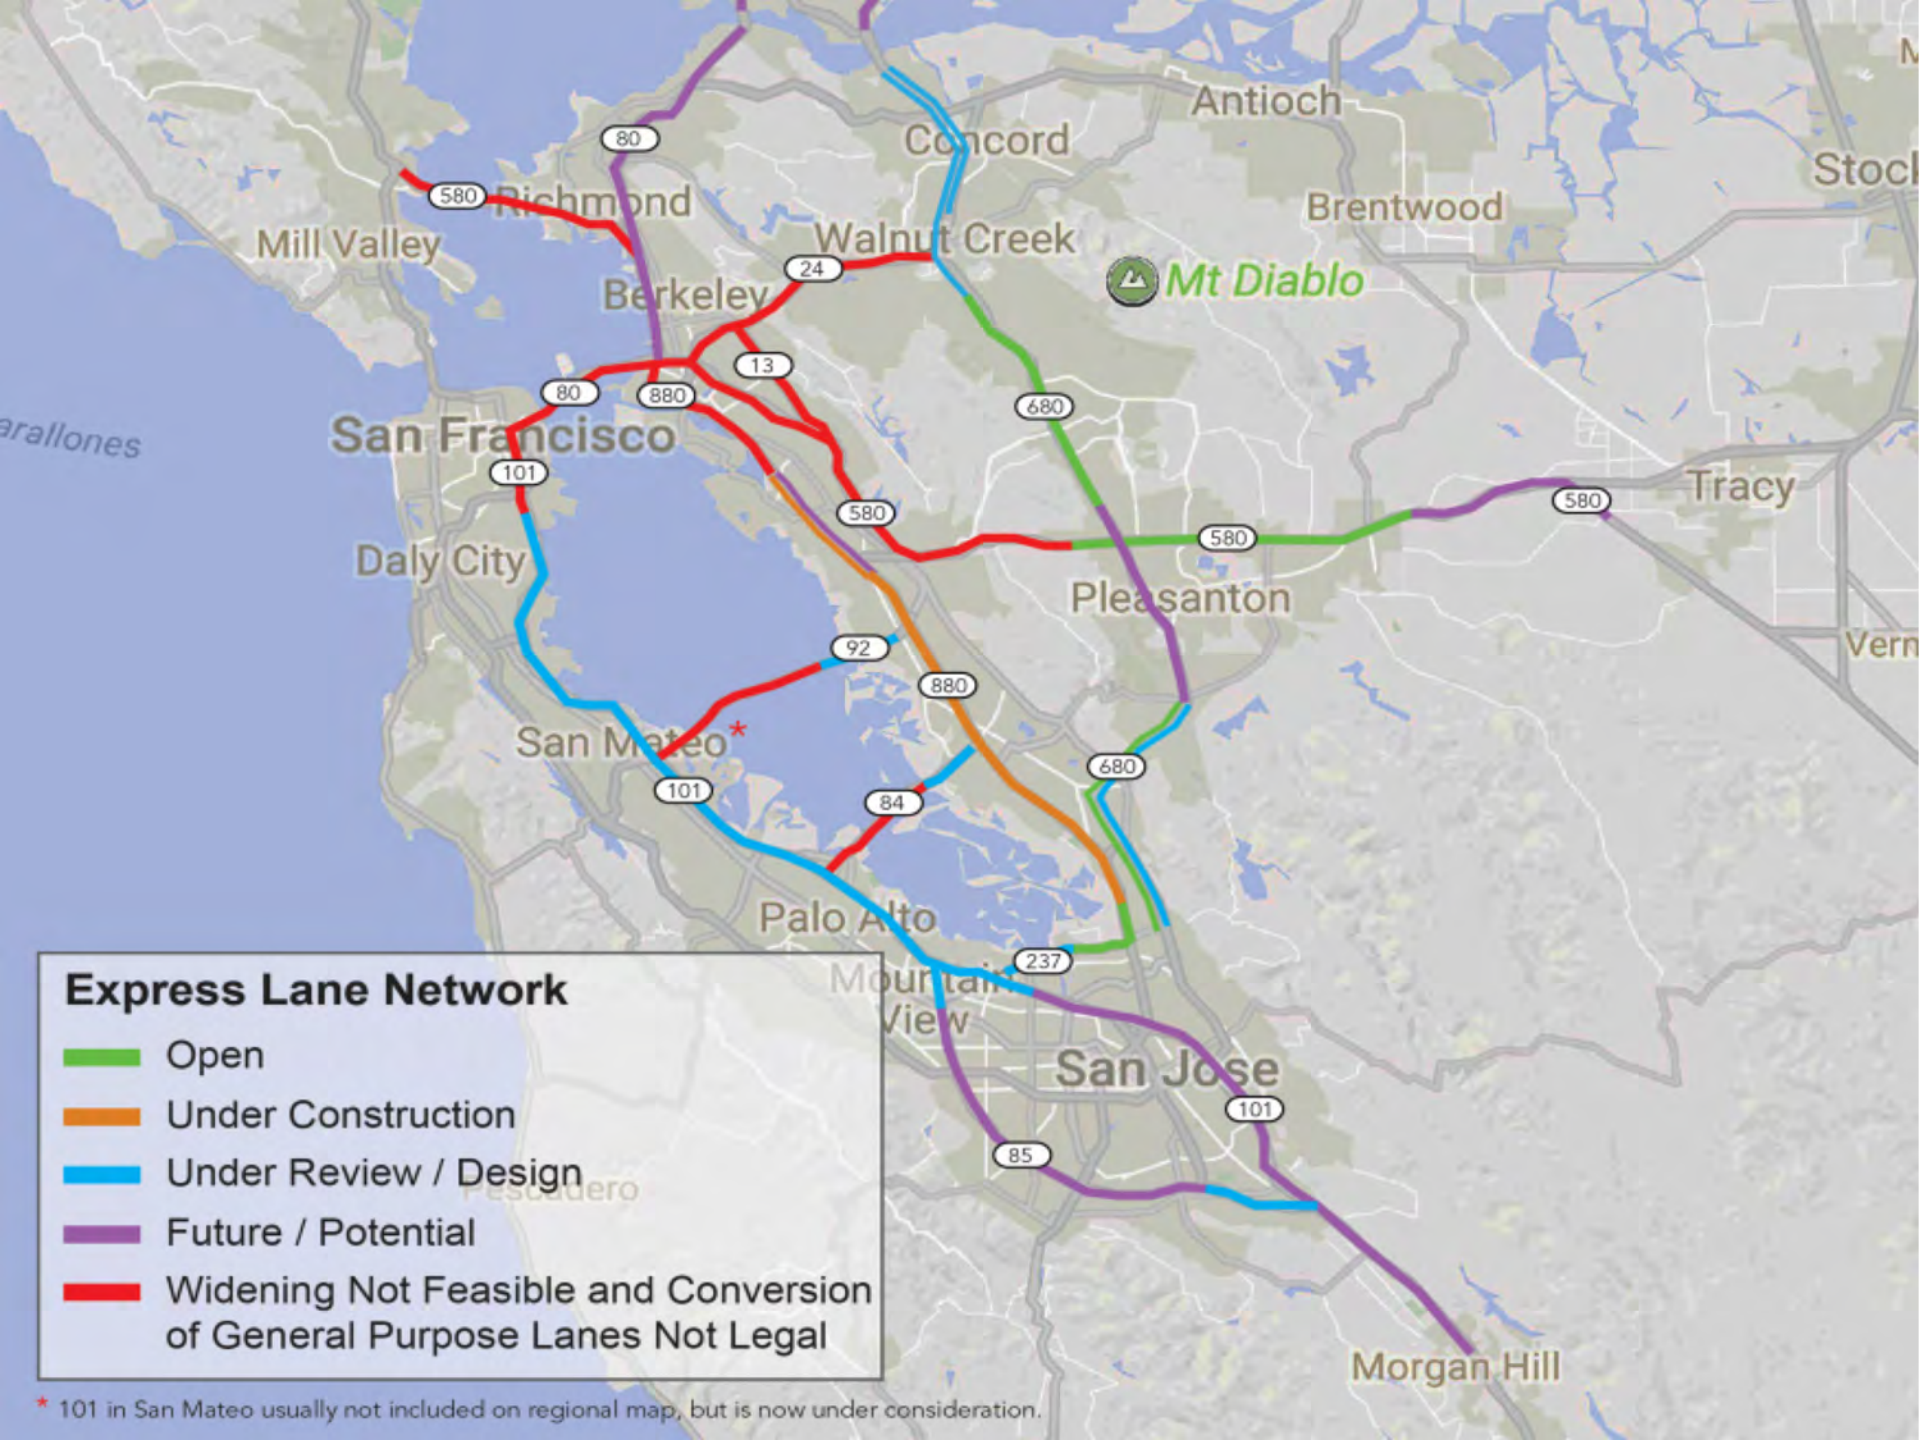 Antioch
Concord
80
Stock
580
Richmond
Brentwood
Mill Valley
Walnut Creek
24
Mt Diablo
Berkeley
13
80
880
680
arallones
San Francisco
101
Tracy
580
580
580
Daly City
Pleasanton
92
Vern
880
San Mateo*
680
101
84
Palo Alto
237
Mountain
View
San Jose
101
85
Pescadero
Morgan Hill
Express Lane Network
Open
Under Construction
Under Review / Design
Future / Potential
Widening Not Feasible and Conversion
of General Purpose Lanes Not Legal
* 101 in San Mateo usually not included on regional map, but is now under consideration.